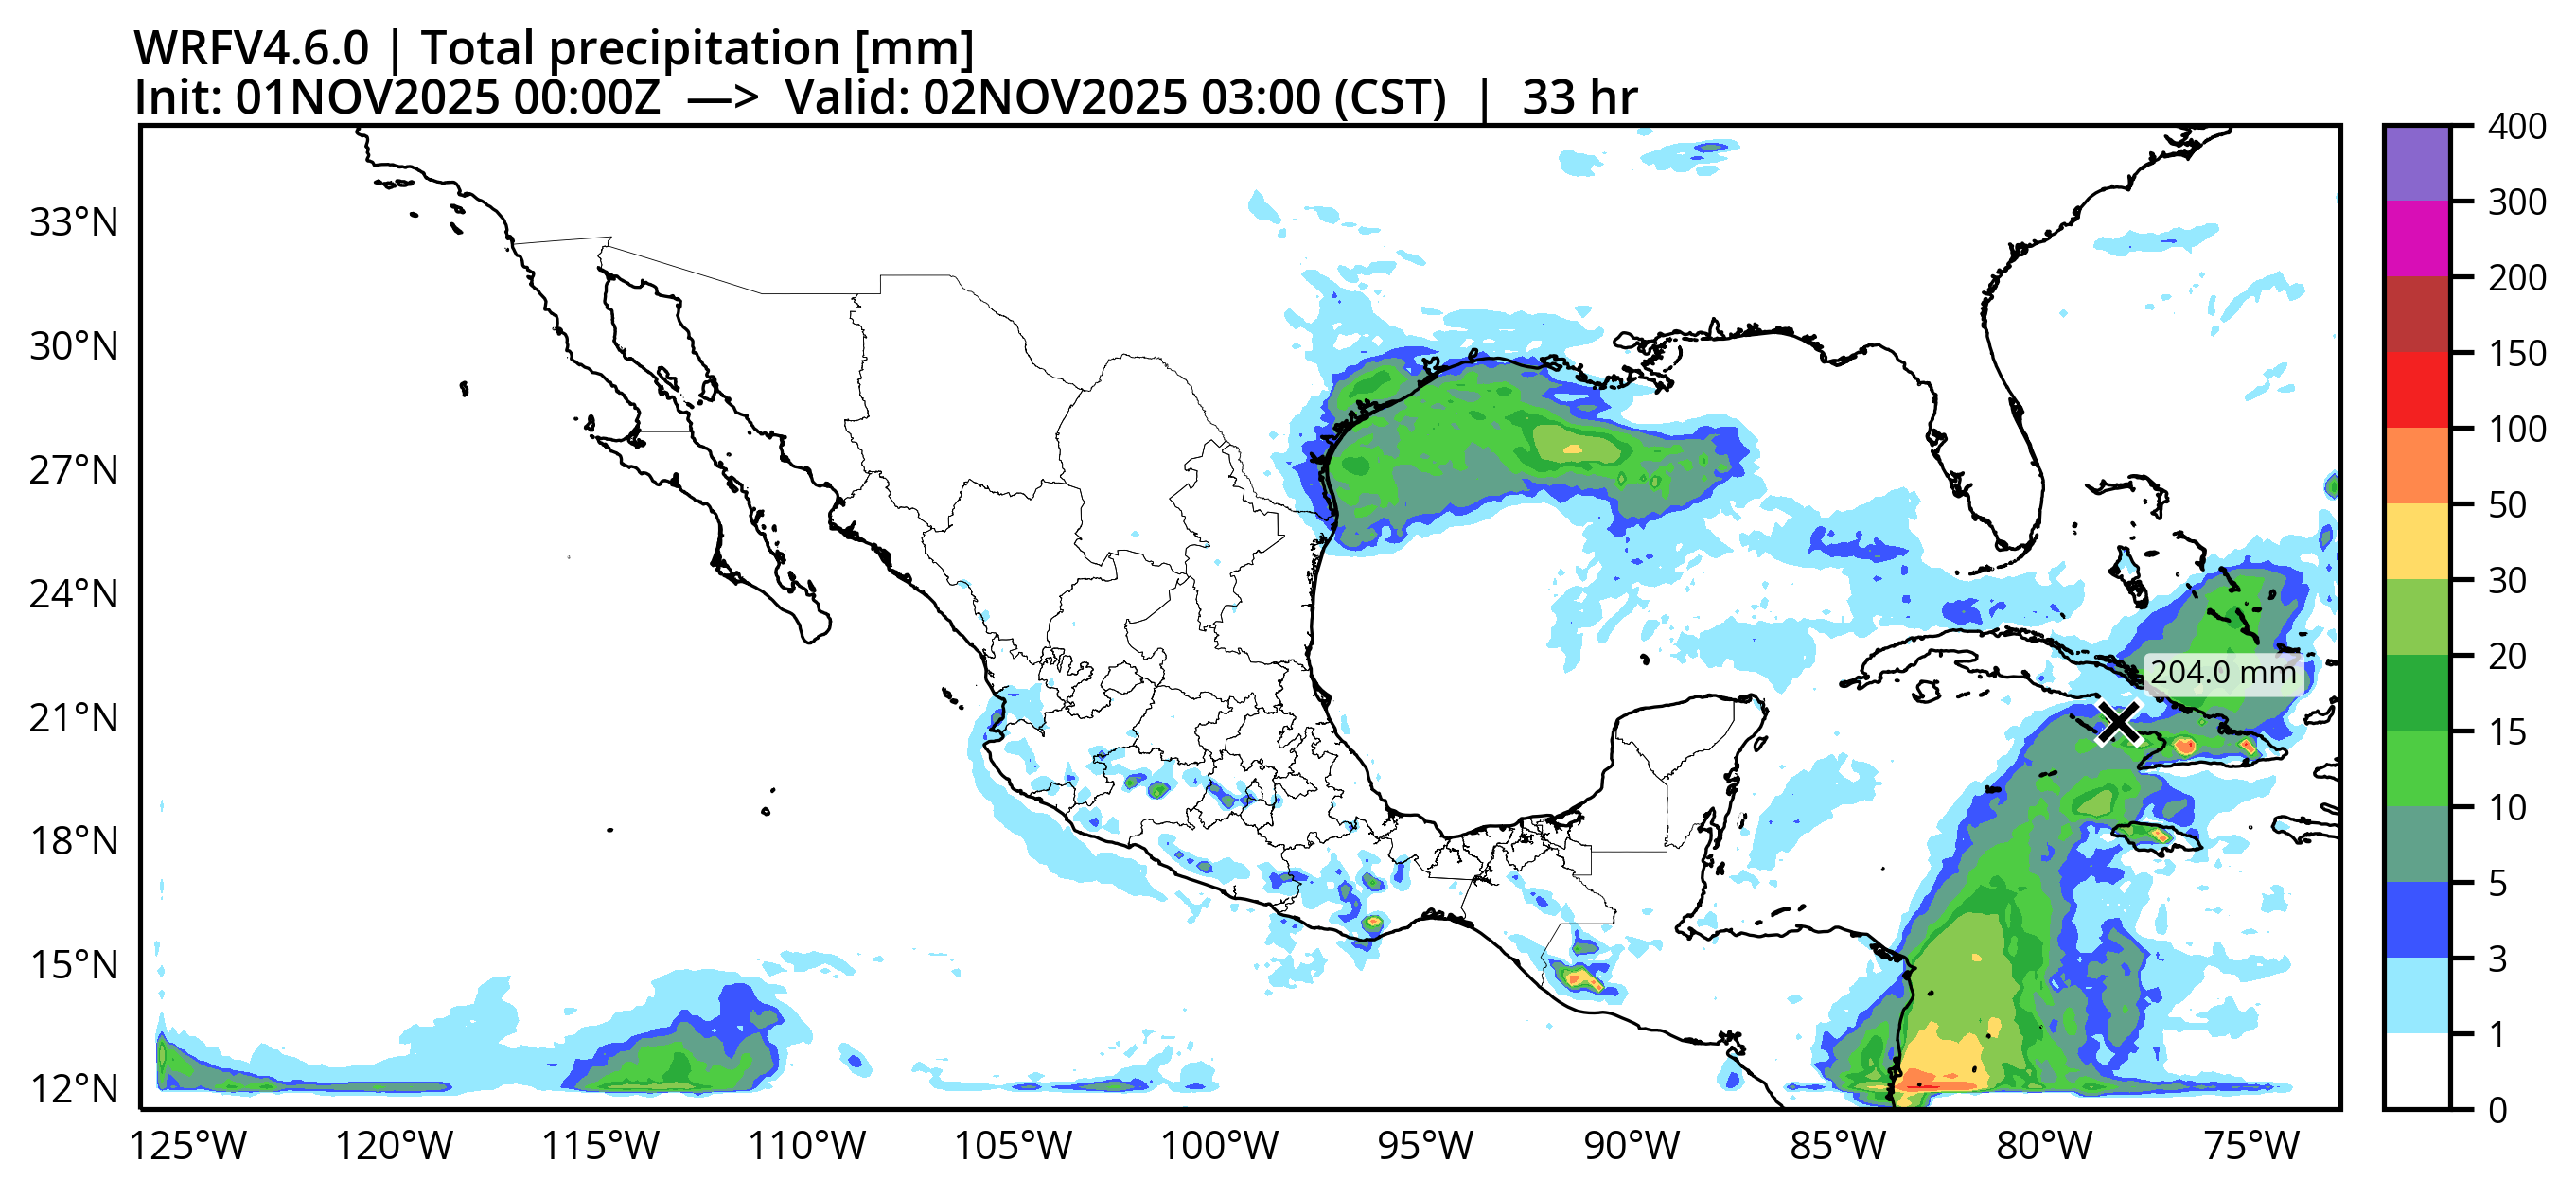 WRFV4.6.0 | Total precipitation [mm]
Init: 01NOV2025 00:00Z —> Valid: 02NOV2025 03:00 (CST) | 33 hr
400
300
200
150
100
50
30
20
15
10
5
3
1
0
33°N
30°N
27°N
24°N
21°N
18°N
15°N
12°N
204.0 mm
125°W 120°W 115°W 110°W 105°W 100°W 95°W 90°W 85°W 80°W 75°W